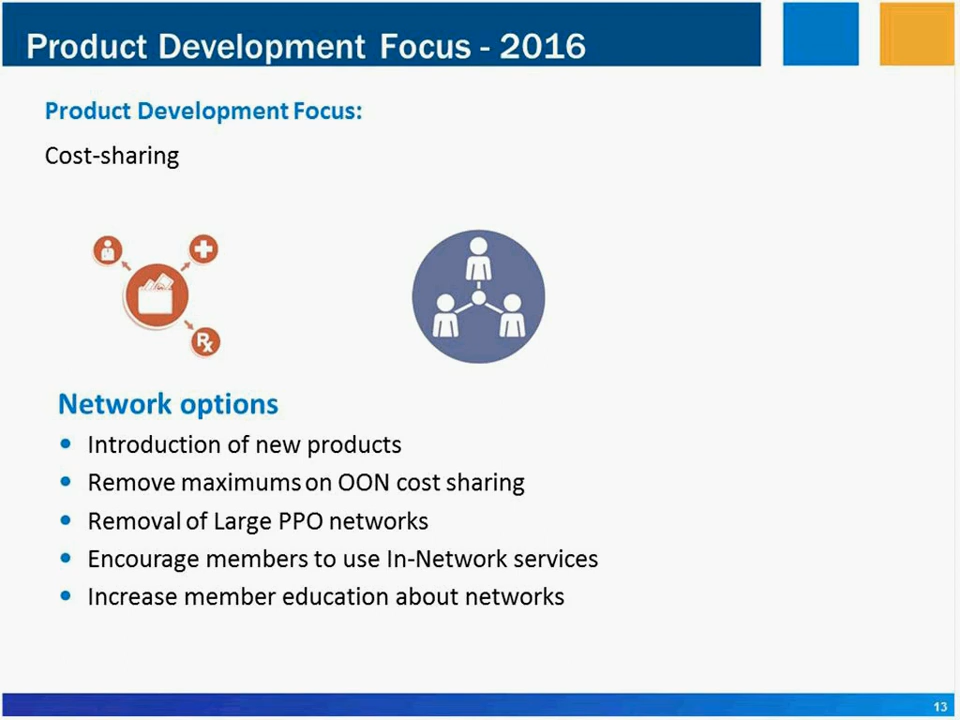 Product Development Focus - 2016
Product Development Focus:
Cost-sharing
Rx
Network options
• Introduction of new products
• Remove maximums on OON cost sharing
• Removal of Large PPO networks
• Encourage members to use In-Network services
• Increase member education about networks
13